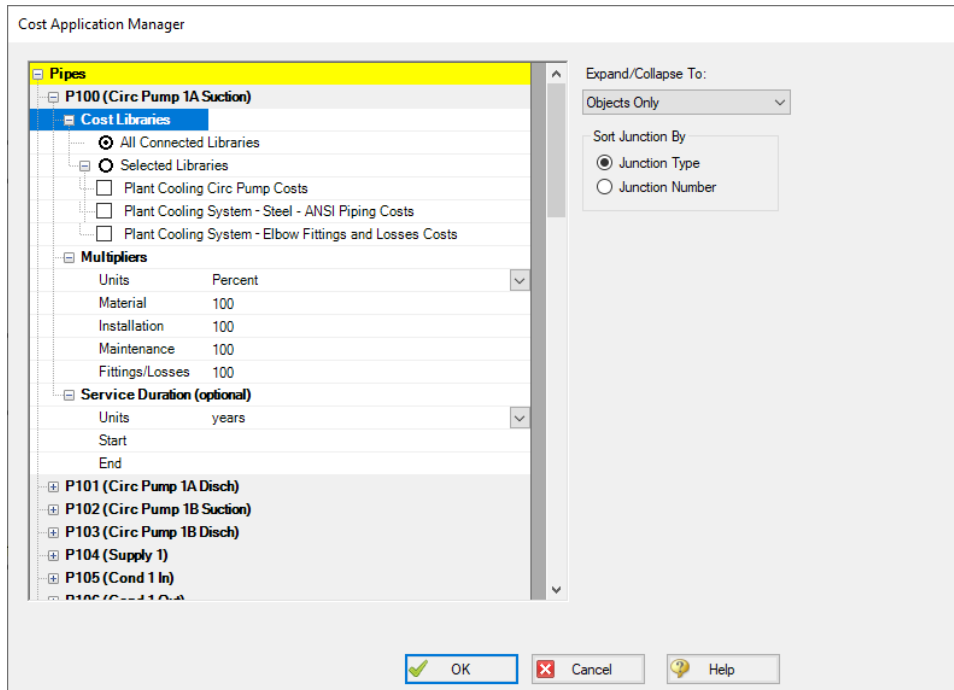 Cost Application Manager
Pipes
P100 (Circ Pump 1A Suction)
Cost Libraries
All Connected Libraries
Selected Libraries
Plant Cooling Circ Pump Costs
Plant Cooling System - Steel - ANSI Piping Costs
Plant Cooling System - Elbow Fittings and Losses Costs
Multipliers
Units Percent
Material 100
Installation 100
Maintenance 100
Fittings/Losses 100
Service Duration (optional)
Units years
Start
End
P101 (Circ Pump 1A Disch)
P102 (Circ Pump 1B Suction)
P103 (Circ Pump 1B Disch)
P104 (Supply 1)
P105 (Cond 1 In)
P106 (Cond 1 Out)
Expand/Collapse To:
Objects Only
Sort Junction By
Junction Type
Junction Number
OK Cancel Help